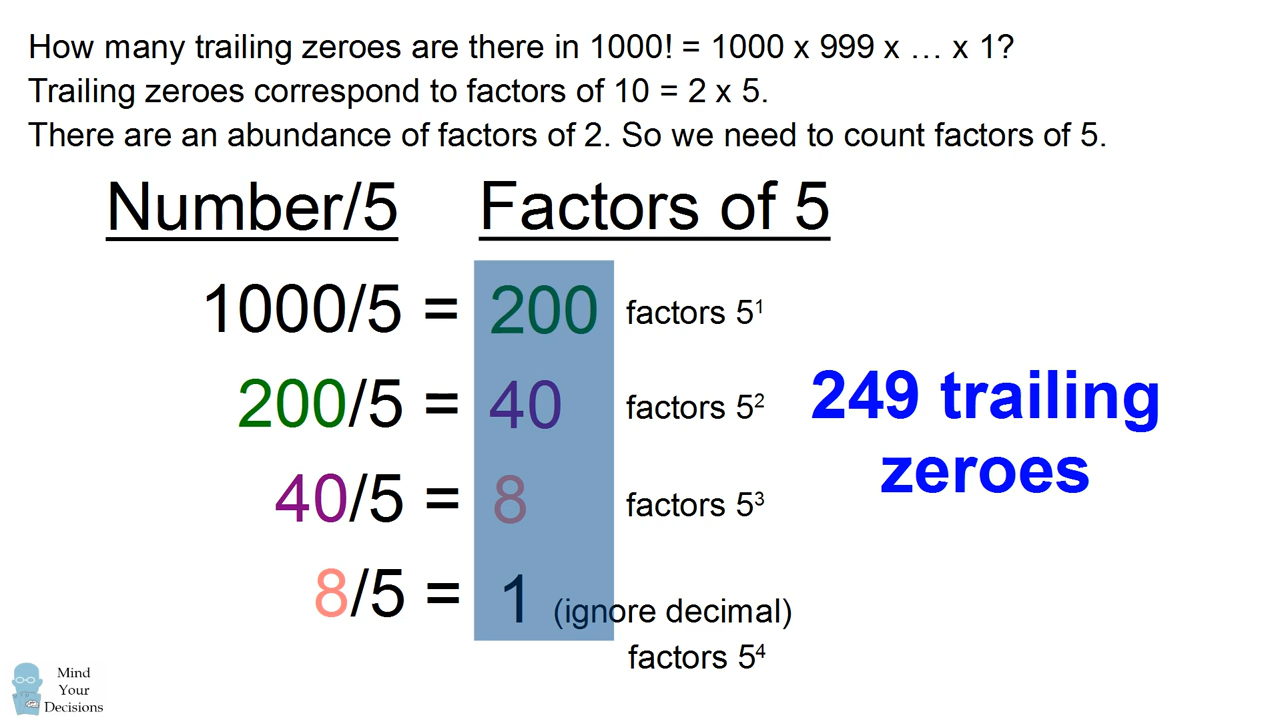 How many trailing zeroes are there in 1000! = 1000 x 999 x … x 1?
Trailing zeroes correspond to factors of 10 = 2 x 5.
There are an abundance of factors of 2. So we need to count factors of 5.
Number/5 Factors of 5
1000/5 = 200 factors 5¹
200/5 = 40 factors 5²
40/5 = 8 factors 5³
8/5 = 1 (ignore decimal)
factors 5⁴
249 trailing
zeroes
Mind
Your
Decisions